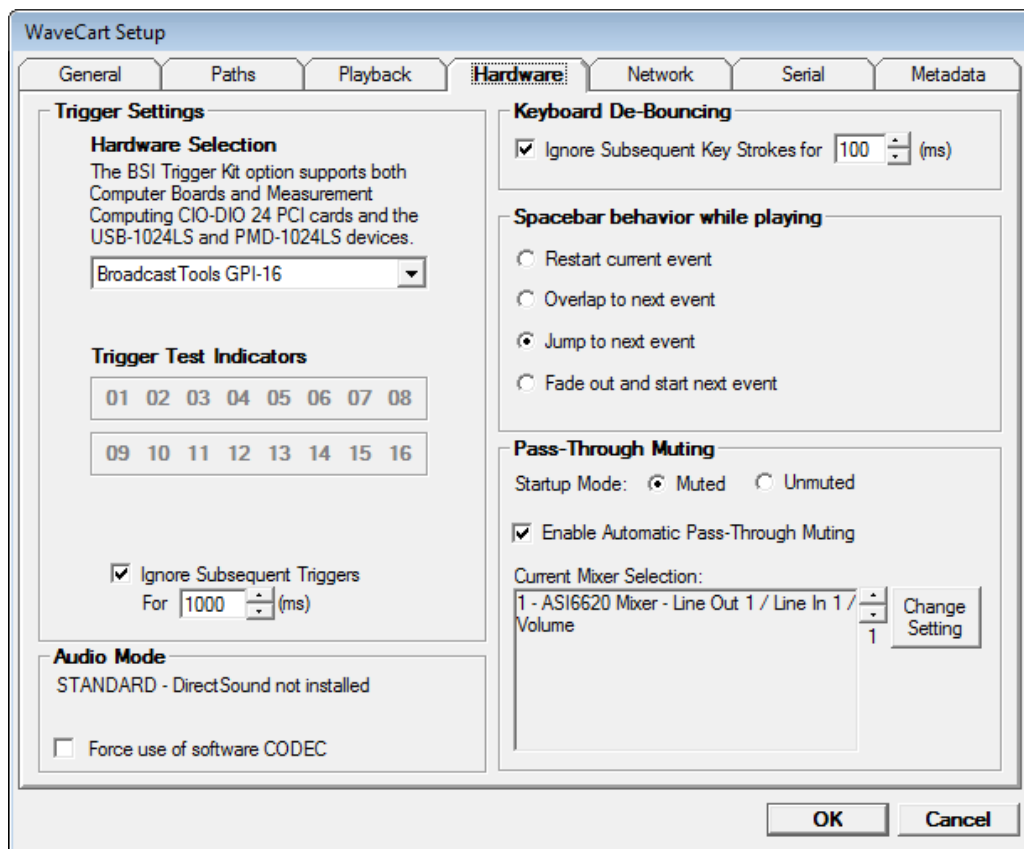 WaveCart Setup
General
Paths
Playback
Hardware
Network
Serial
Metadata
Trigger Settings
Hardware Selection
The BSI Trigger Kit option supports both
Computer Boards and Measurement
Computing CIO-DIO 24 PCI cards and the
USB-1024LS and PMD-1024LS devices.
BroadcastTools GPI-16
Trigger Test Indicators
01 02 03 04 05 06 07 08
09 10 11 12 13 14 15 16
Ignore Subsequent Triggers
For 1000 (ms)
Audio Mode
STANDARD - DirectSound not installed
Force use of software CODEC
Keyboard De-Bouncing
Ignore Subsequent Key Strokes for 100 (ms)
Spacebar behavior while playing
Restart current event
Overlap to next event
Jump to next event
Fade out and start next event
Pass-Through Muting
Startup Mode: Muted Unmuted
Enable Automatic Pass-Through Muting
Current Mixer Selection:
1 - ASI6620 Mixer - Line Out 1 / Line In 1 /
Volume
1
Change
Setting
OK
Cancel